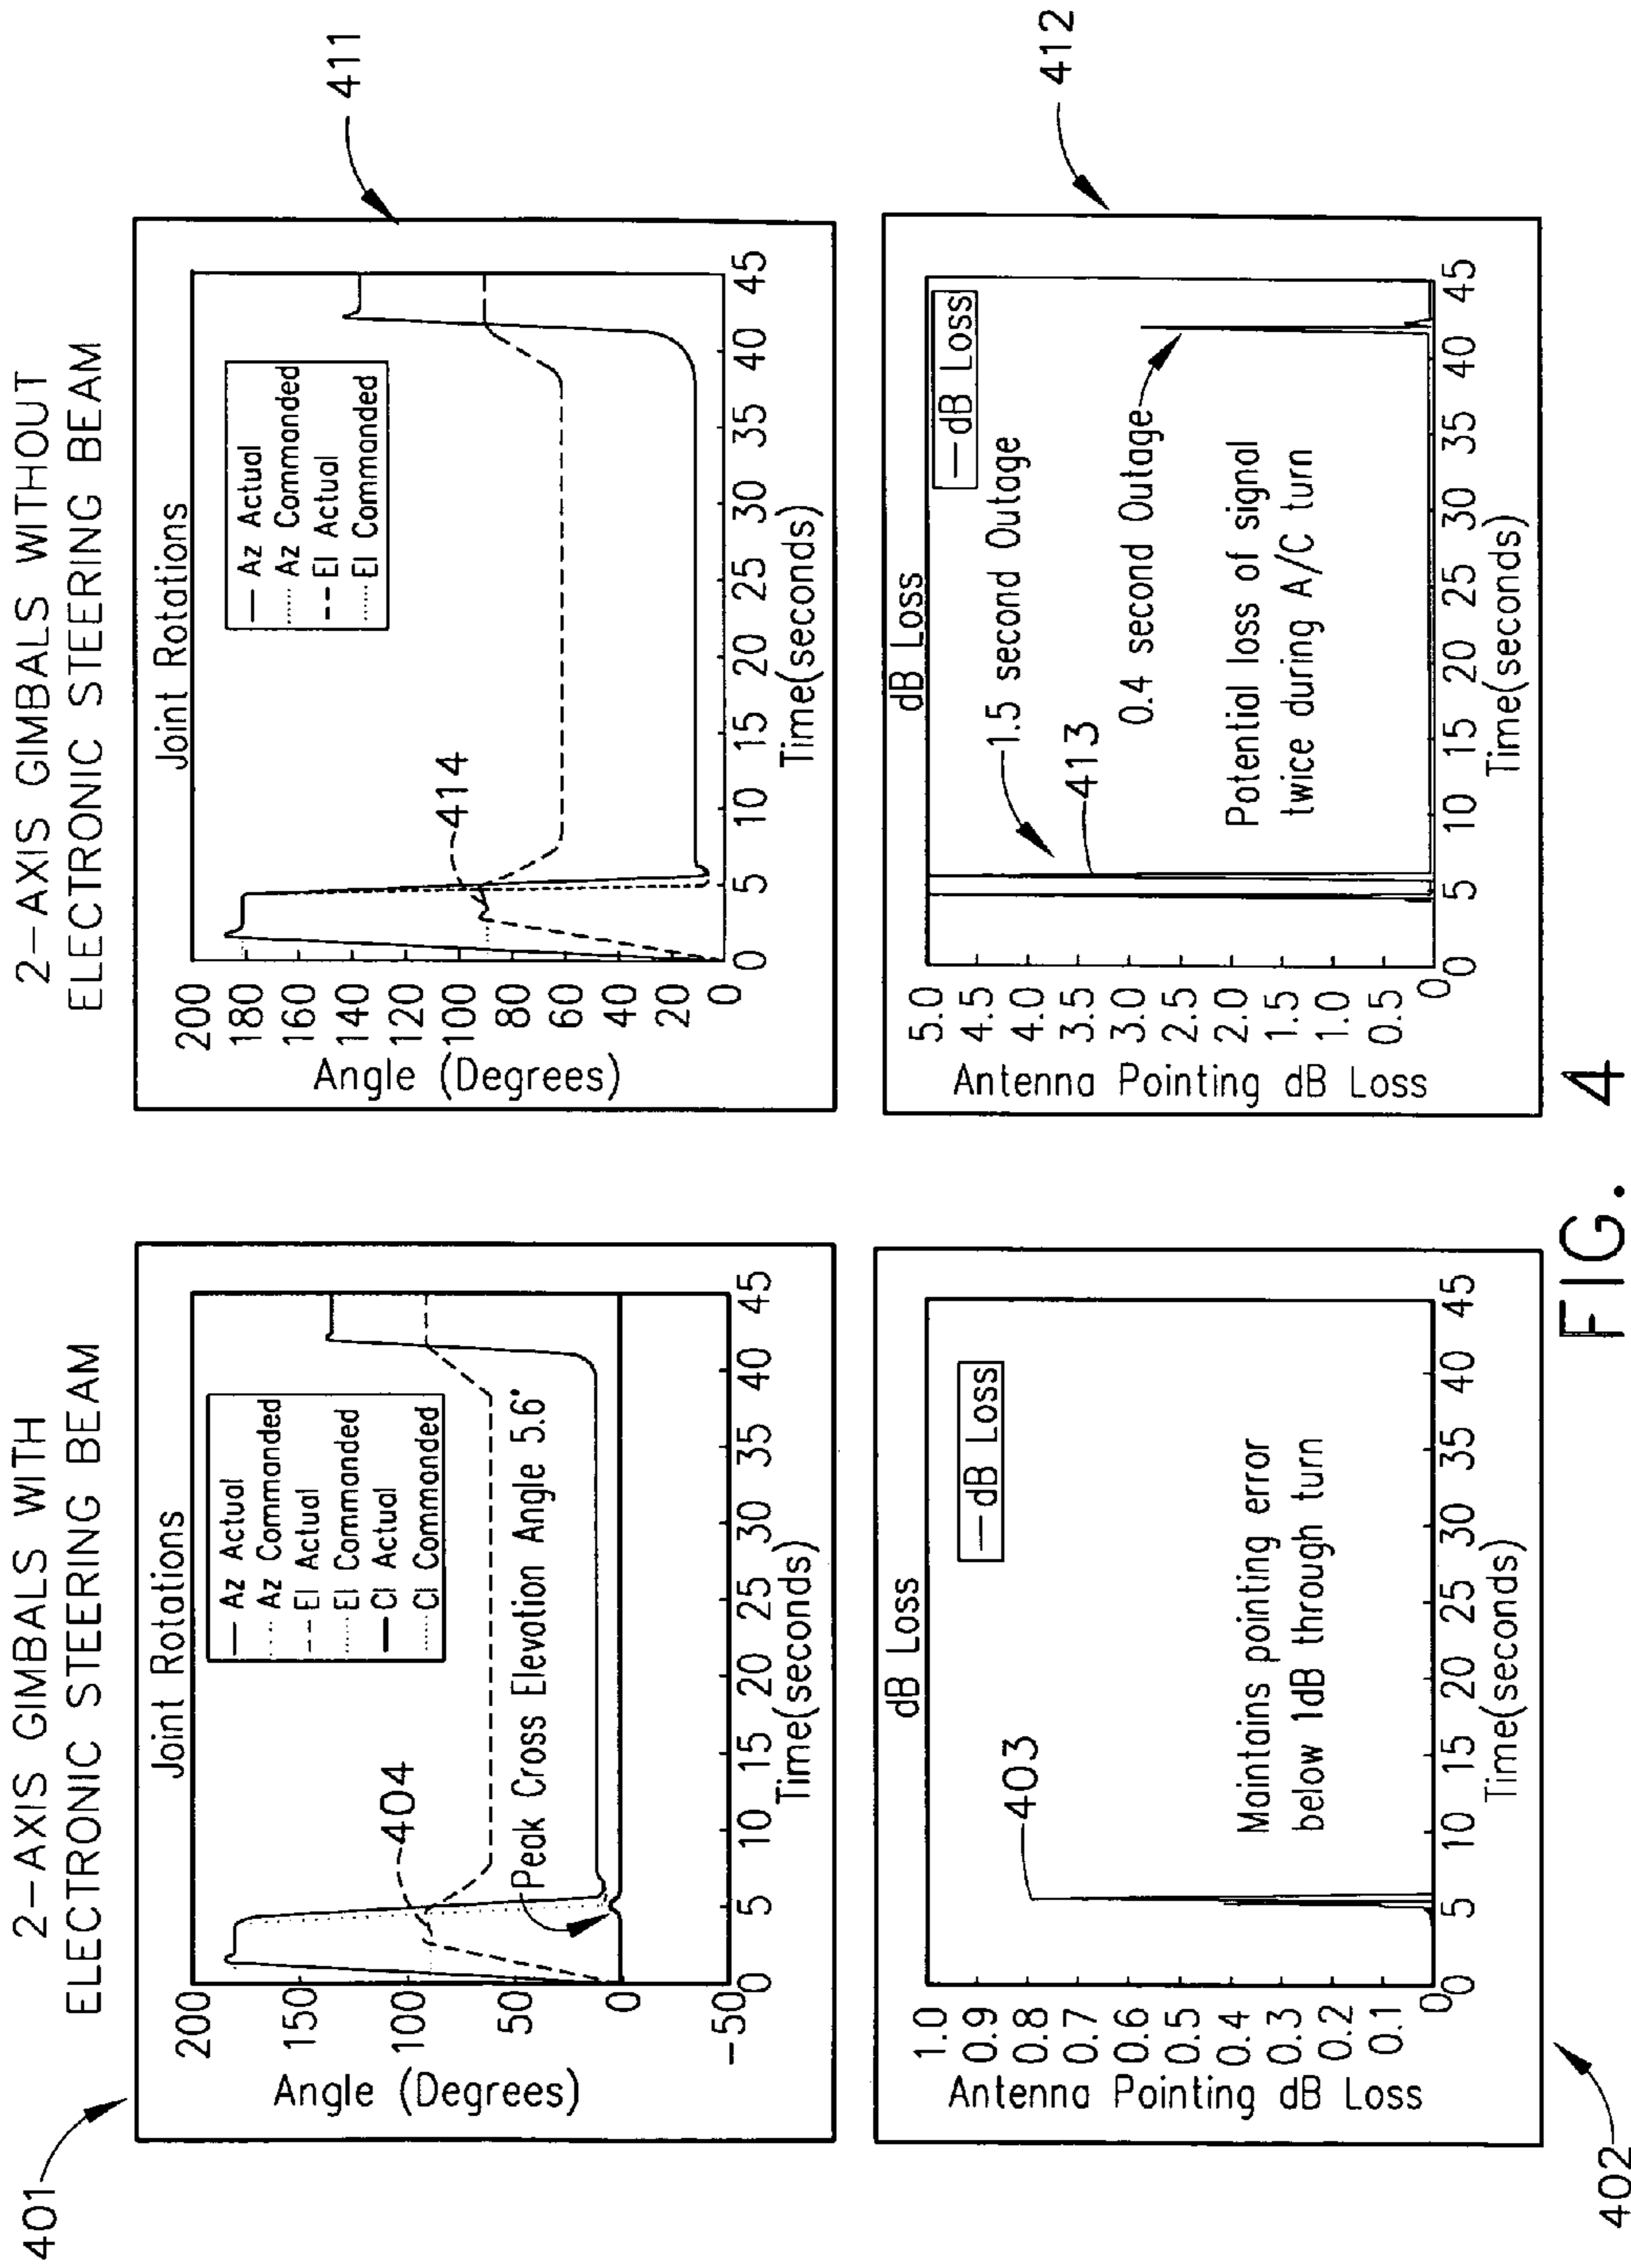 2-AXIS GIMBALS WITH
ELECTRONIC STEERING BEAM
401
Joint Rotations
Angle (Degrees)
200
150
100
50
0
-50
Az Actual
Az Commanded
El Actual
El Commanded
Cl Actual
Cl Commanded
404
Peak Cross Elevation Angle 5.6°
0 5 10 15 20 25 30 35 40 45
Time(seconds)
dB Loss
Antenna Pointing dB Loss
1.0
0.9
0.8
0.7
0.6
0.5
0.4
0.3
0.2
0.1
0
dB Loss
403
Maintains pointing error
below 1dB through turn
0 5 10 15 20 25 30 35 40 45
Time(seconds)
402
2-AXIS GIMBALS WITHOUT
ELECTRONIC STEERING BEAM
411
Joint Rotations
Angle (Degrees)
200
180
160
140
120
100
80
60
40
20
0
Az Actual
Az Commanded
El Actual
El Commanded
414
0 5 10 15 20 25 30 35 40 45
Time(seconds)
dB Loss
Antenna Pointing dB Loss
5.0
4.5
4.0
3.5
3.0
2.5
2.0
1.5
1.0
0.5
0
dB Loss
1.5 second Outage
413
0.4 second Outage
Potential loss of signal
twice during A/C turn
0 5 10 15 20 25 30 35 40 45
Time(seconds)
412
FIG. 4